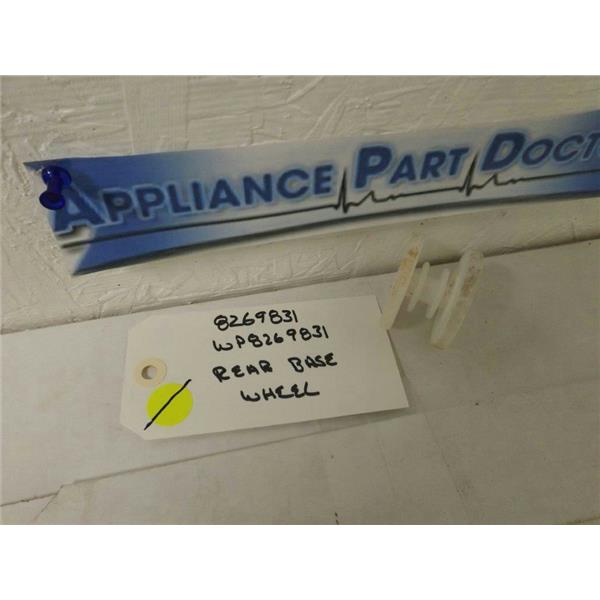 APPLIANCE PART DOCT
8269831
WP8269831
REAR BASE
WHEEL